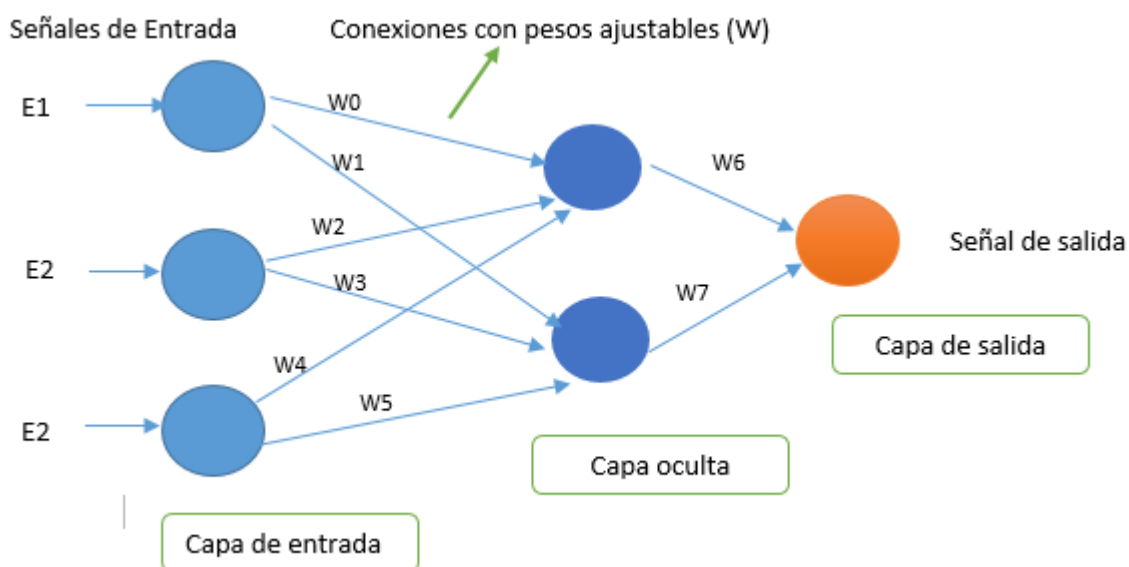 Señales de Entrada
Conexiones con pesos ajustables (W)
E1
W0
W1
W6
W2
E2
W3
Señal de salida
W7
W4
Capa de salida
W5
E2
Capa oculta
Capa de entrada